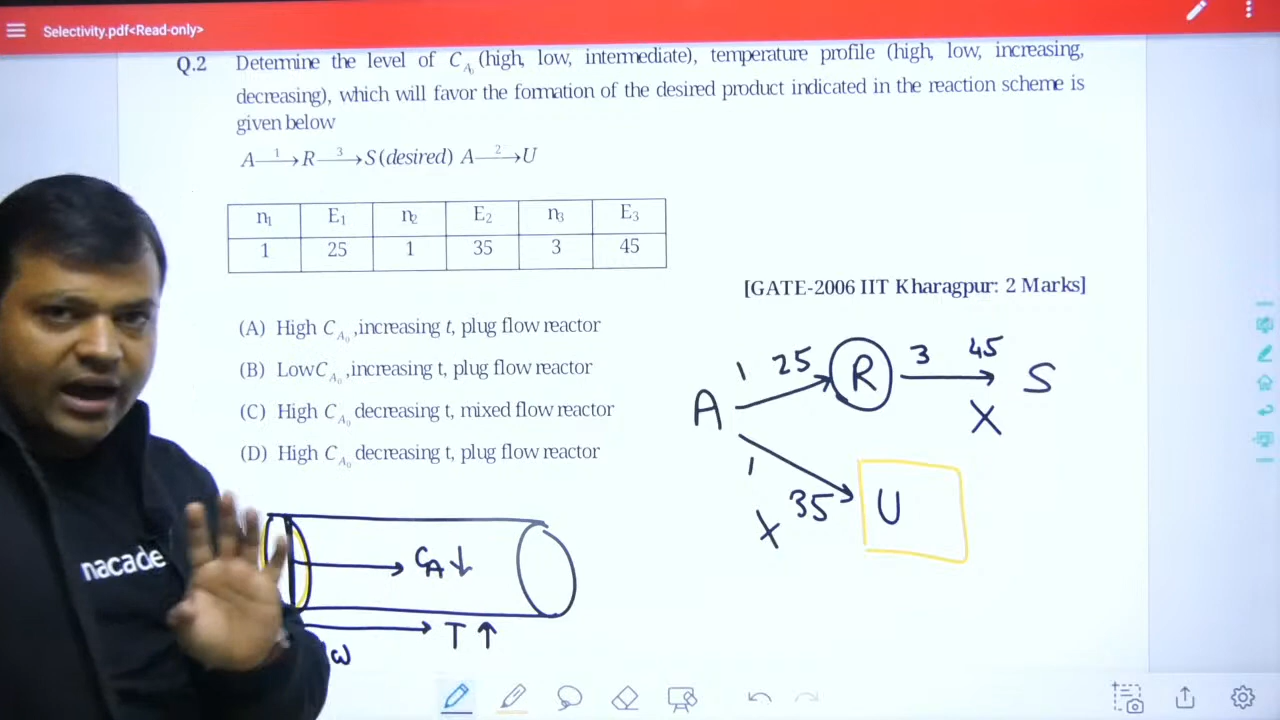 Selectivity.pdf<Read-only>
Q.2 Determine the level of C_A₀ (high, low, intermediate), temperature profile (high, low, increasing,
decreasing), which will favor the formation of the desired product indicated in the reaction scheme is
given below
A —1→ R —3→ S(desired) A —2→ U
n₁ E₁ n₂ E₂ n₃ E₃
1 25 1 35 3 45
[GATE-2006 IIT Kharagpur: 2 Marks]
(A) High C_A₀ ,increasing t, plug flow reactor
(B) Low C_A₀ ,increasing t, plug flow reactor
(C) High C_A₀ decreasing t, mixed flow reactor
(D) High C_A₀ decreasing t, plug flow reactor
1 25 R 3 45 S
A X
1 35 U
X
C_A ↓
T ↑
nacade